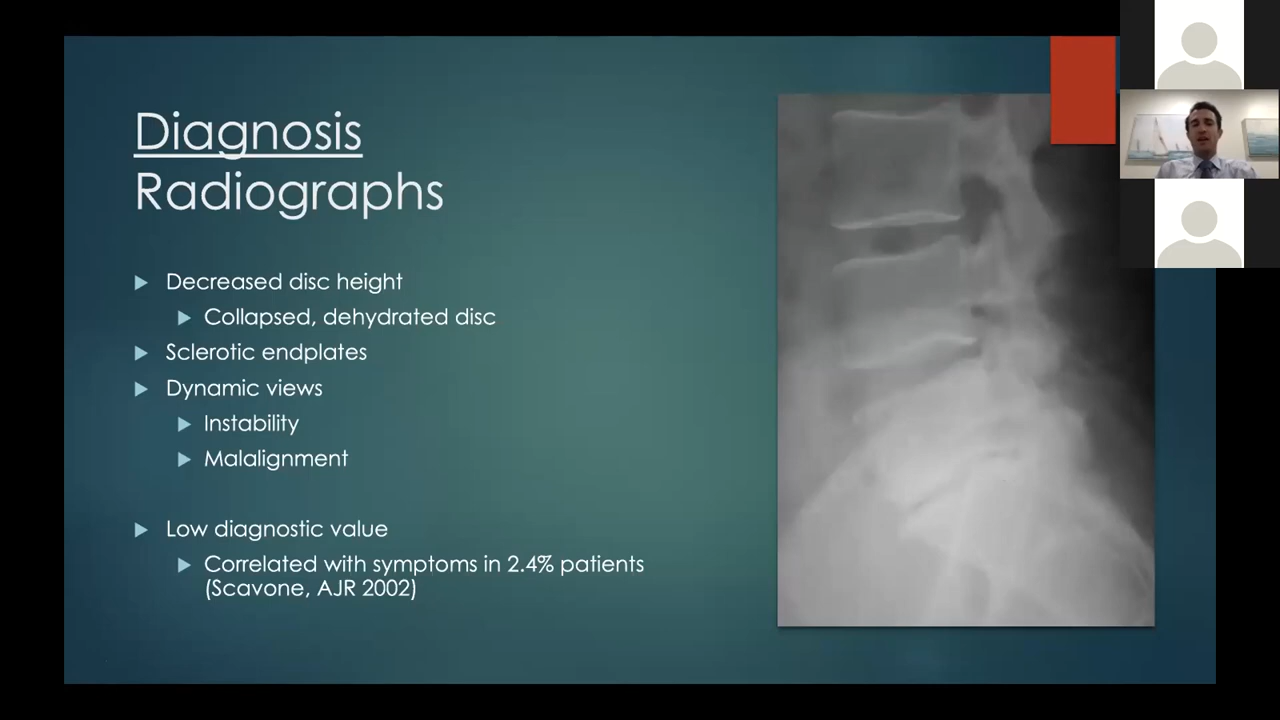 Diagnosis
Radiographs
Decreased disc height
Collapsed, dehydrated disc
Sclerotic endplates
Dynamic views
Instability
Malalignment
Low diagnostic value
Correlated with symptoms in 2.4% patients
(Scavone, AJR 2002)